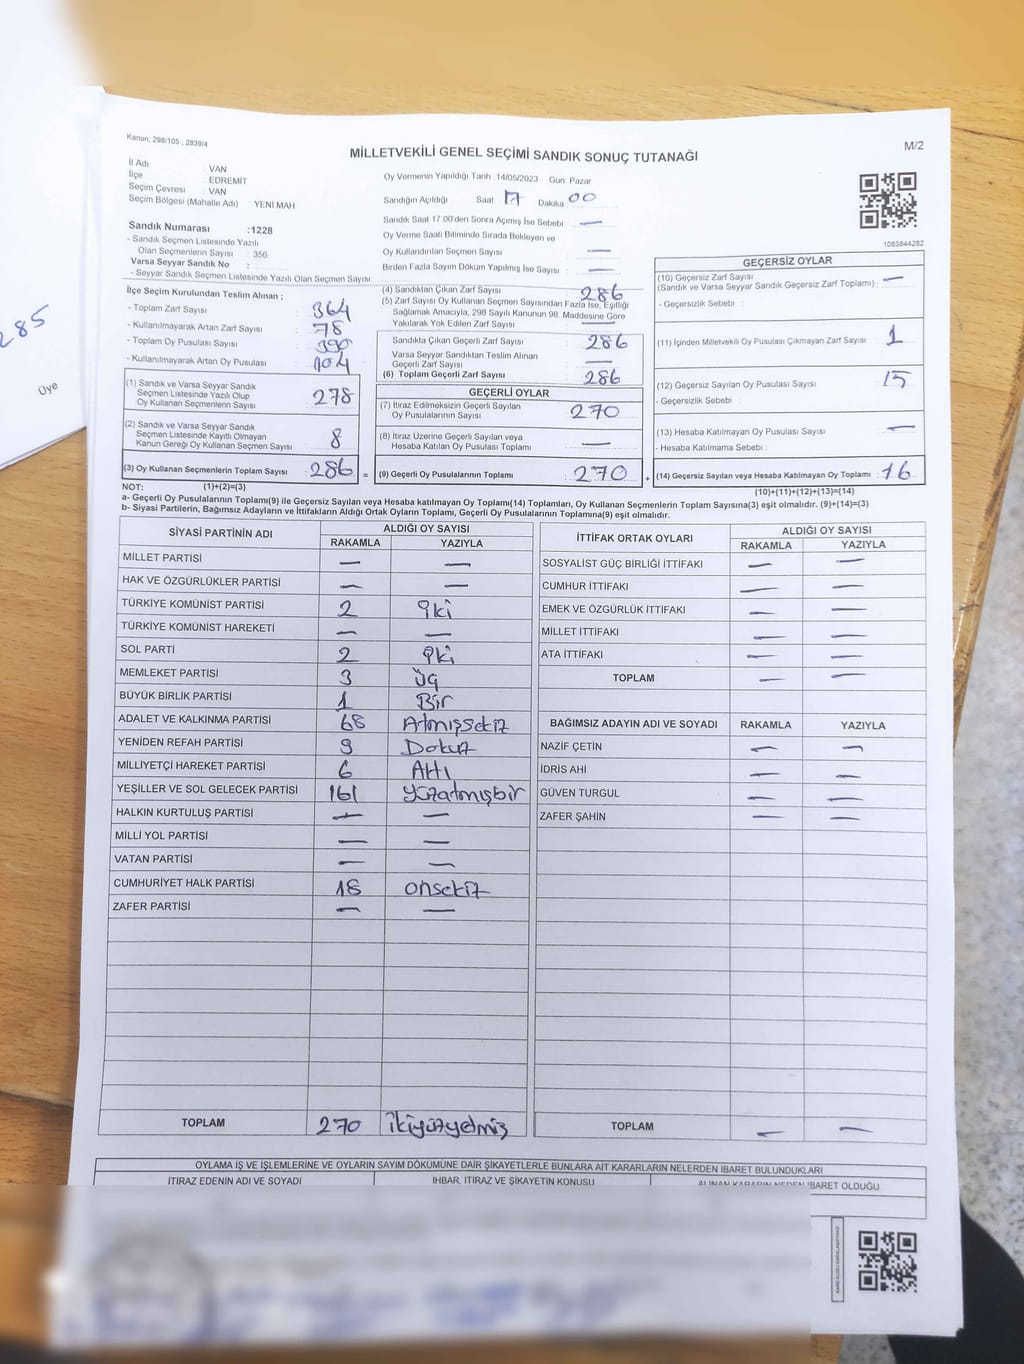 285
Üye
Kanun, 298/105 , 2839/4
M/2
MİLLETVEKİLİ GENEL SEÇİMİ SANDIK SONUÇ TUTANAĞI
İl Adı : VAN
İlçe : EDREMİT
Seçim Çevresi : VAN
Seçim Bölgesi (Mahalle Adı) YENİ MAH
Sandık Numarası :1228
- Sandık Seçmen Listesinde Yazılı
Olan Seçmenlerin Sayısı : 356
Varsa Seyyar Sandık No :
- Seyyar Sandık Seçmen Listesinde Yazılı Olan Seçmen Sayısı
Oy Vermenin Yapıldığı Tarih :14/05/2023 Gün Pazar
Sandığın Açıldığı Saat 17 Dakika 00
Sandık Saat 17:00'den Sonra Açımış İse Sebebi : —
Oy Verme Saati Bitiminde Sırada Bekleyen ve
Oy Kullandırılan Seçmen Sayısı —
Birden Fazla Sayım Döküm Yapılmış İse Sayısı : —
1083844282
İlçe Seçim Kurulundan Teslim Alınan ;
- Toplam Zarf Sayısı : 364
- Kullanılmayarak Artan Zarf Sayısı : 78
- Toplam Oy Pusulası Sayısı : 390
- Kullanılmayarak Artan Oy Pusulası : 104
(1) Sandık ve Varsa Seyyar Sandık
Seçmen Listesinde Yazılı Olup
Oy Kullanan Seçmenlerin Sayısı : 278
(2) Sandık ve Varsa Seyyar Sandık
Seçmen Listesinde Kayıtlı Olmayan
Kanun Gereği Oy Kullanan Seçmen Sayısı : 8
(3) Oy Kullanan Seçmenlerin Toplam Sayısı : 286 =
(4) Sandıktan Çıkan Zarf Sayısı : 286
(5) Zarf Sayısı Oy Kullanan Seçmen Sayısından Fazla İse, Eşitliği
Sağlamak Amacıyla, 298 Sayılı Kanunun 98. Maddesine Göre
Yakılarak Yok Edilen Zarf Sayısı : —
Sandıkta Çıkan Geçerli Zarf Sayısı : 286
Varsa Seyyar Sandıktan Teslim Alınan
Geçerli Zarf Sayısı : —
(6) Toplam Geçerli Zarf Sayısı : 286
GEÇERLİ OYLAR
(7) İtiraz Edilmeksizin Geçerli Sayılan
Oy Pusulalarının Sayısı : 270
(8) İtiraz Üzerine Geçerli Sayılan veya
Hesaba Katılan Oy Pusulası Toplamı : —
(9) Geçerli Oy Pusulalarının Toplamı : 270 +
GEÇERSİZ OYLAR
(10) Geçersiz Zarf Sayısı —
(Sandık ve Varsa Seyyar Sandık Geçersiz Zarf Toplamı) :
- Geçersizlik Sebebi :
(11) İçinden Milletvekili Oy Pusulası Çıkmayan Zarf Sayısı : 1
(12) Geçersiz Sayılan Oy Pusulası Sayısı : 15
- Geçersizlik Sebebi :
(13) Hesaba Katılmayan Oy Pusulası Sayısı : —
- Hesaba Katılmama Sebebi :
(14) Geçersiz Sayılan veya Hesaba Katılmayan Oy Toplamı : 16
NOT: (1)+(2)=(3)
(10)+(11)+(12)+(13)=(14)
a- Geçerli Oy Pusulalarının Toplamı(9) ile Geçersiz Sayılan veya Hesaba katılmayan Oy Toplamı(14) Toplamları, Oy Kullanan Seçmenlerin Toplam Sayısına(3) eşit olmalıdır. (9)+(14)=(3)
b- Siyasi Partilerin, Bağımsız Adayların ve İttifakların Aldığı Ortak Oyların Toplamı, Geçerli Oy Pusulalarının Toplamına(9) eşit olmalıdır.
SİYASİ PARTİNİN ADI ALDIĞI OY SAYISI
RAKAMLA YAZIYLA
MİLLET PARTİSİ — —
HAK VE ÖZGÜRLÜKLER PARTİSİ — —
TÜRKİYE KOMÜNİST PARTİSİ 2 iki
TÜRKİYE KOMÜNİST HAREKETİ — —
SOL PARTİ 2 iki
MEMLEKET PARTİSİ 3 Üç
BÜYÜK BİRLİK PARTİSİ 1 Bir
ADALET VE KALKINMA PARTİSİ 68 Atmışsekiz
YENİDEN REFAH PARTİSİ 9 Dokuz
MİLLİYETÇİ HAREKET PARTİSİ 6 Altı
YEŞİLLER VE SOL GELECEK PARTİSİ 161 yüzatmışbir
HALKIN KURTULUŞ PARTİSİ — —
MİLLİ YOL PARTİSİ — —
VATAN PARTİSİ — —
CUMHURİYET HALK PARTİSİ 18 onsekiz
ZAFER PARTİSİ — —
TOPLAM 270 ikiyüzyetmiş
İTTİFAK ORTAK OYLARI ALDIĞI OY SAYISI
RAKAMLA YAZIYLA
SOSYALİST GÜÇ BİRLİĞİ İTTİFAKI — —
CUMHUR İTTİFAKI — —
EMEK VE ÖZGÜRLÜK İTTİFAKI — —
MİLLET İTTİFAKI — —
ATA İTTİFAKI — —
TOPLAM — —
BAĞIMSIZ ADAYIN ADI VE SOYADI RAKAMLA YAZIYLA
NAZİF ÇETİN — —
İDRİS AHİ — —
GÜVEN TURGUL — —
ZAFER ŞAHİN — —
TOPLAM — —
OYLAMA İŞ VE İŞLEMLERİNE VE OYLARIN SAYIM DÖKÜMÜNE DAİR ŞİKAYETLERLE BUNLARA AİT KARARLARIN NELERDEN İBARET BULUNDUKLARI
İTİRAZ EDENİN ADI VE SOYADI İHBAR, İTİRAZ VE ŞİKAYETİN KONUSU ALINAN KARARIN NEDEN İBARET OLDUĞU